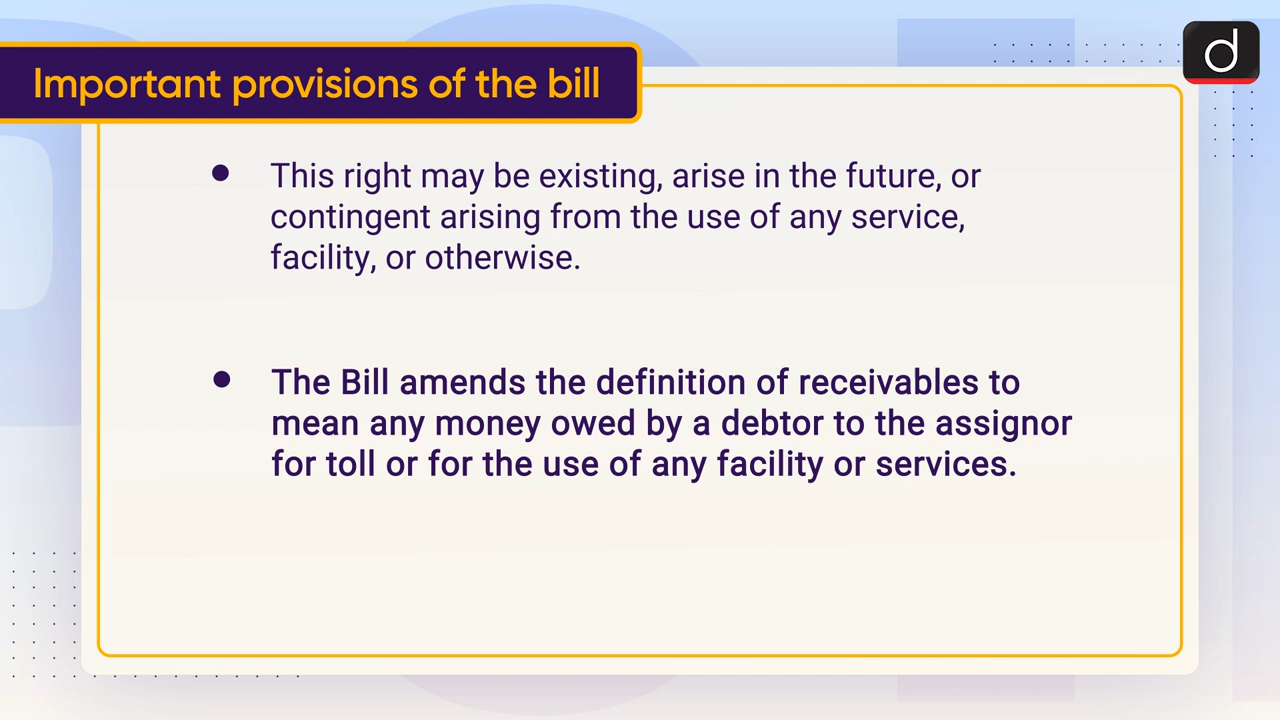 Important provisions of the bill
d
• This right may be existing, arise in the future, or
contingent arising from the use of any service,
facility, or otherwise.
• The Bill amends the definition of receivables to
mean any money owed by a debtor to the assignor
for toll or for the use of any facility or services.